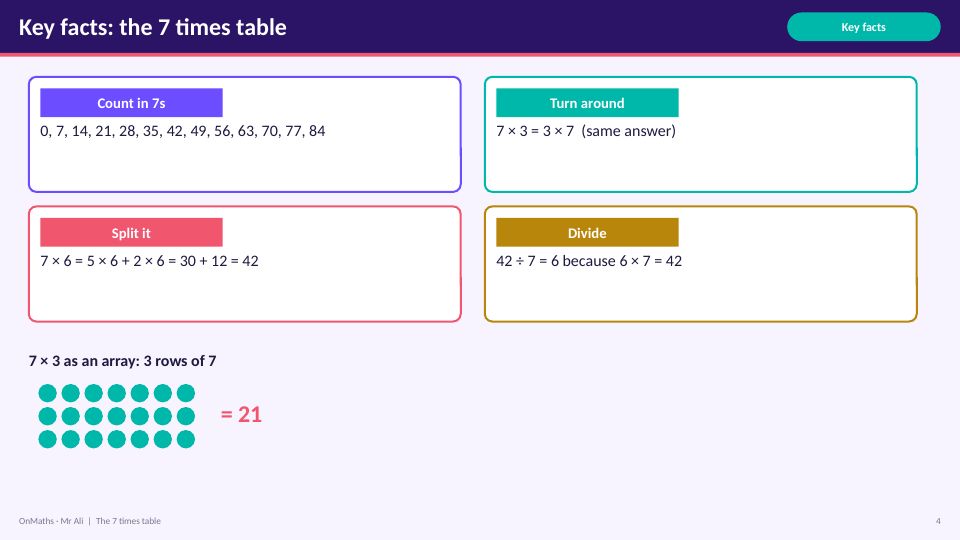 Key facts: the 7 times table
Key facts
Count in 7s
0, 7, 14, 21, 28, 35, 42, 49, 56, 63, 70, 77, 84
Turn around
7 × 3 = 3 × 7 (same answer)
Split it
7 × 6 = 5 × 6 + 2 × 6 = 30 + 12 = 42
Divide
42 ÷ 7 = 6 because 6 × 7 = 42
7 × 3 as an array: 3 rows of 7
= 21
OnMaths - Mr Ali | The 7 times table
4